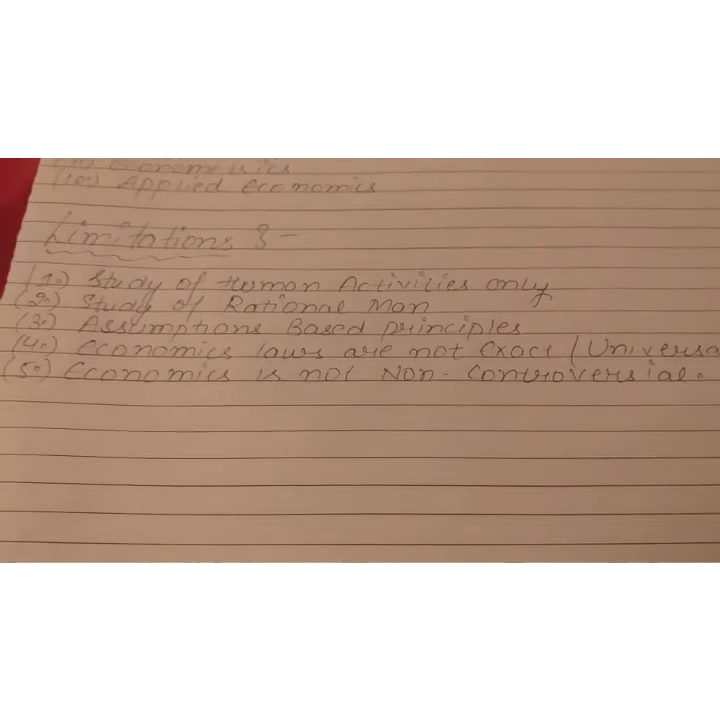 (10.) Applied economics
Limitations :-
(1.) Study of Human Activities only
(2.) Study of Rational Man
(3.) Assumptions Based principles
(4.) Economics laws are not Exact / Universa
(5.) Economics is not Non-Controversial.